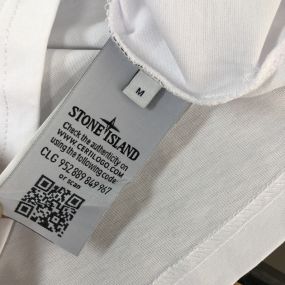 M
STONE ISLAND
Check the authenticity on
WWW.CERTILOGO.COM
using the following code:
CLG 952 889 849 967
or scan